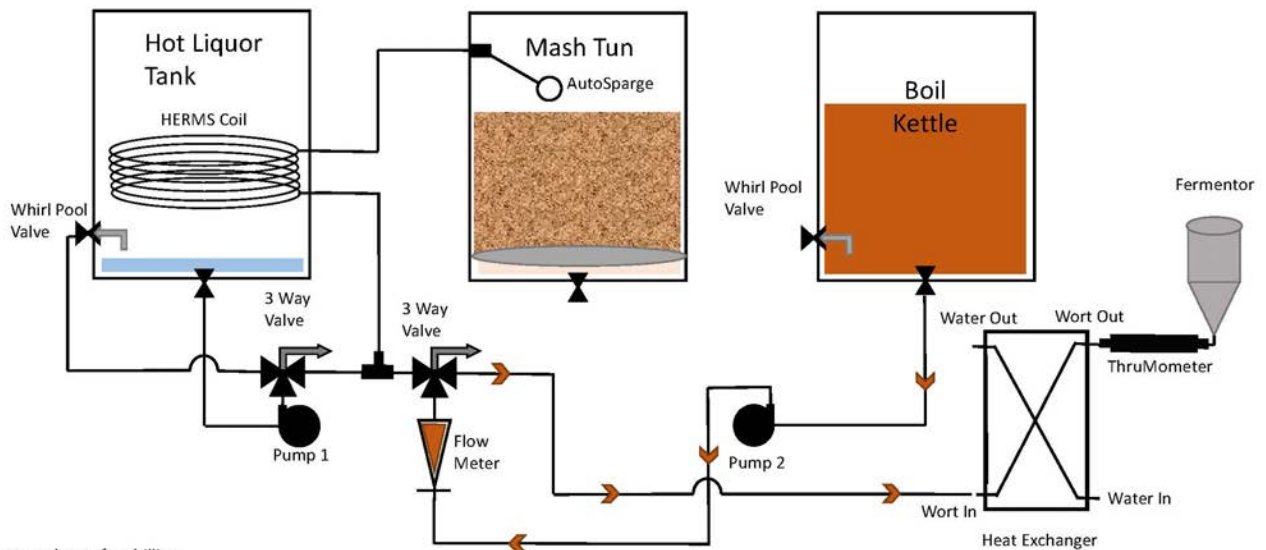 Hot Liquor
Tank
HERMS Coil
Mash Tun
AutoSparge
Boil
Kettle
Whirl Pool
Valve
Whirl Pool
Valve
Fermentor
3 Way
Valve
3 Way
Valve
Water Out
Wort Out
ThruMometer
Pump 1
Flow
Meter
Pump 2
Wort In
Water In
Heat Exchanger